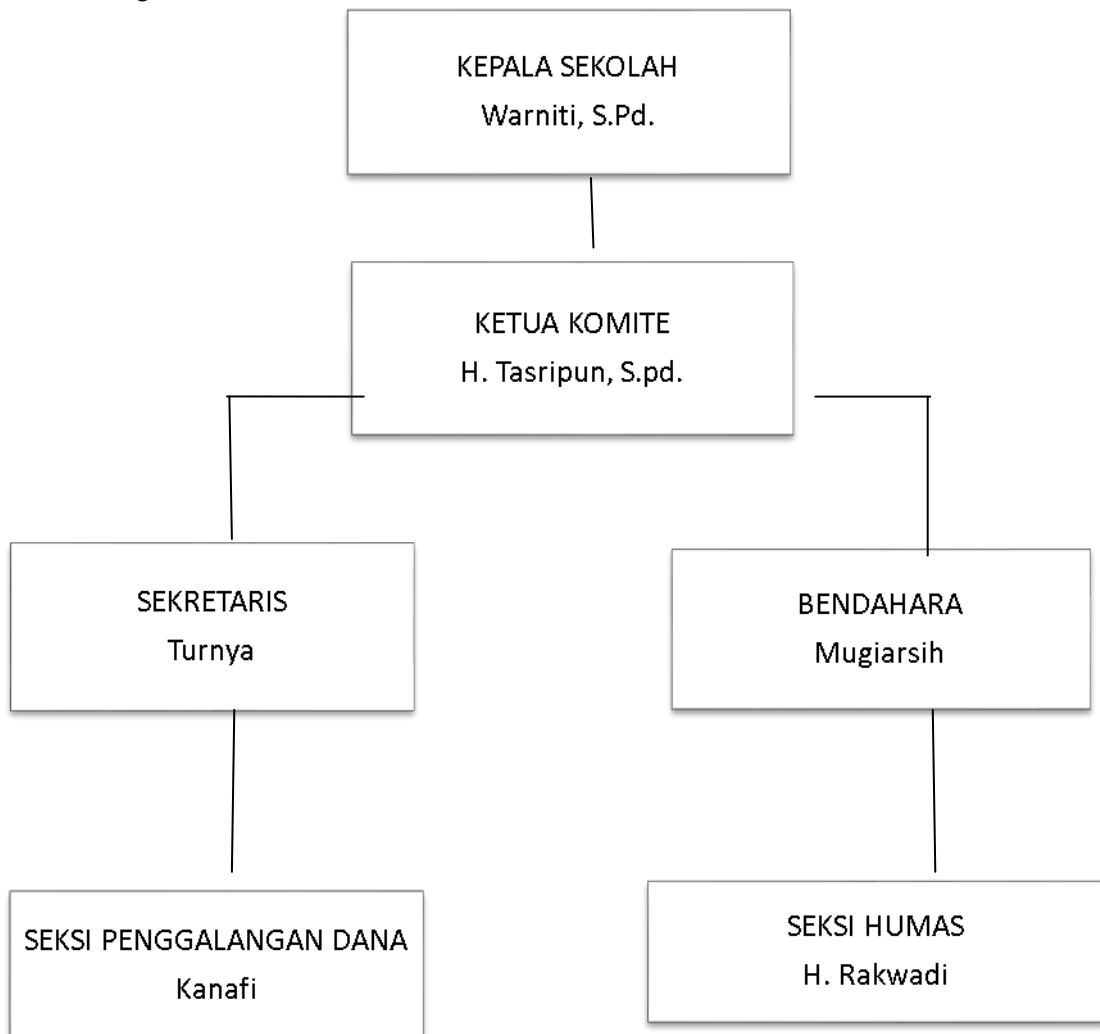 KEPALA SEKOLAH
Warniti, S.Pd.
KETUA KOMITE
H. Tasripun, S.pd.
SEKRETARIS
Turnya
BENDAHARA
Mugiarsih
SEKSI PENGGALANGAN DANA
Kanafi
SEKSI HUMAS
H. Rakwadi